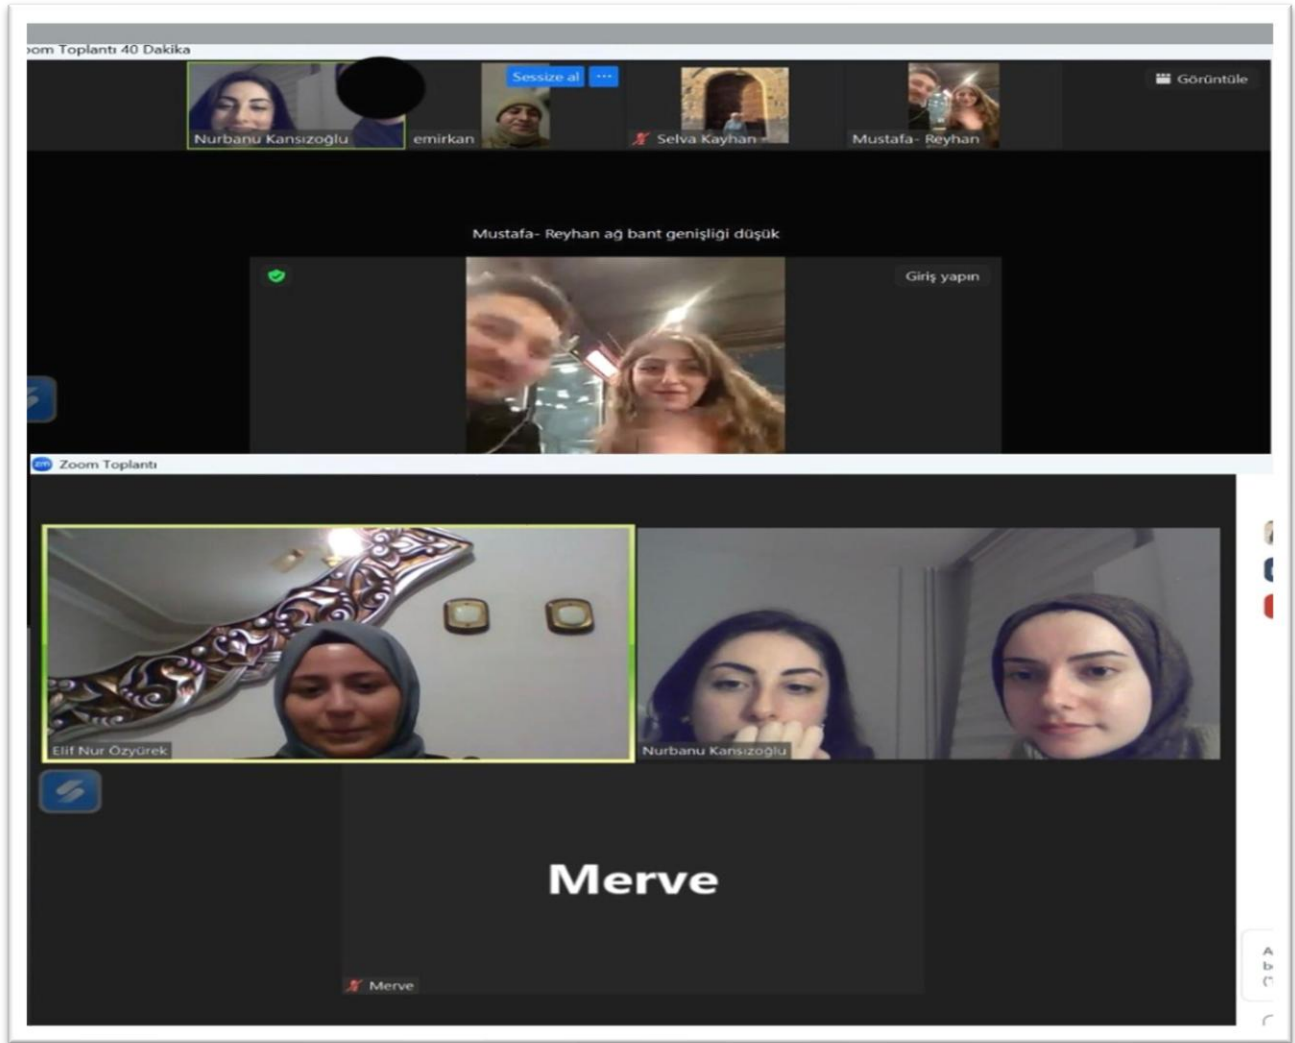 oom Toplantı 40 Dakika
Sessize al
Görüntüle
Nurbanu Kansızoğlu
emirkan
Selva Kayhan
Mustafa- Reyhan
Mustafa- Reyhan ağ bant genişliği düşük
Giriş yapın
zm Zoom Toplantı
Elif Nur Özyürek
Nurbanu Kansızoğlu
Merve
Merve
A
b